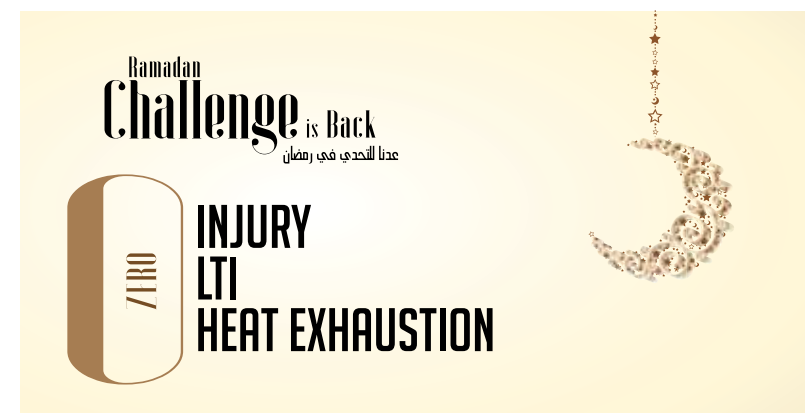 Ramadan
Challenge is Back
عدنا للتحدي في رمضان
ZERO
INJURY
LTI
HEAT EXHAUSTION